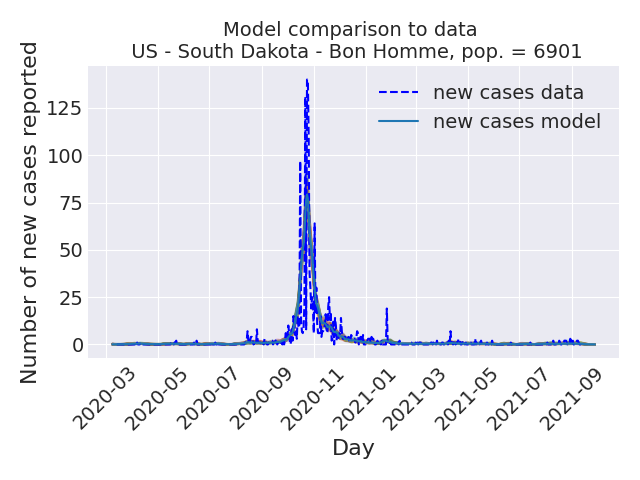 Model comparison to data
US - South Dakota - Bon Homme, pop. = 6901
new cases data
new cases model
Number of new cases reported
125
100
75
50
25
0
2020-03
2020-05
2020-07
2020-09
2020-11
2021-01
2021-03
2021-05
2021-07
2021-09
Day